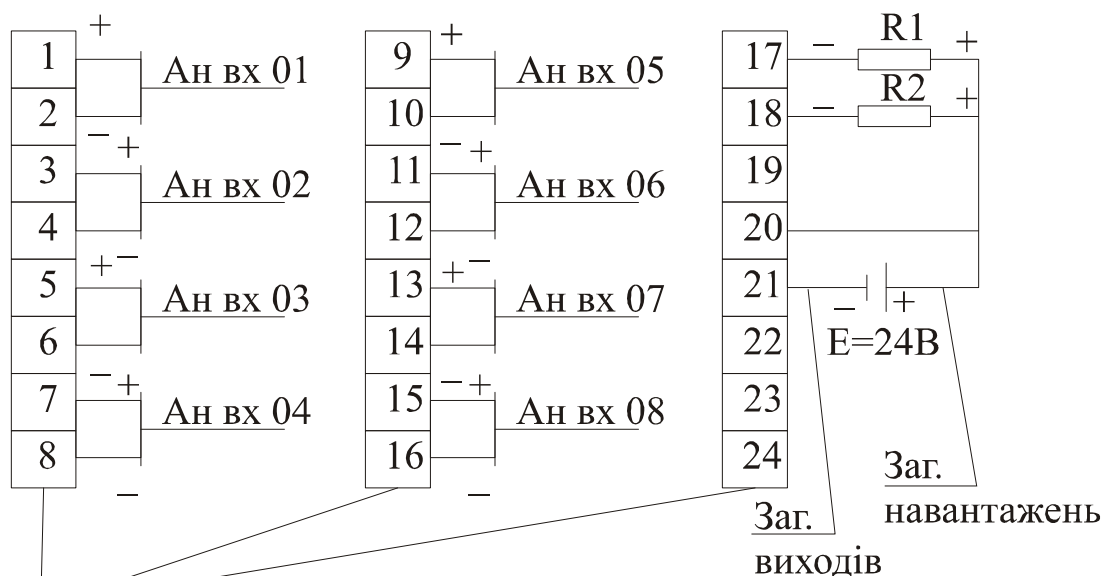 1
+
2
Ан вх 01
−
3
+
4
Ан вх 02
5
+ −
6
Ан вх 03
7
− +
8
Ан вх 04
−
9
+
10
Ан вх 05
11
− +
12
Ан вх 06
13
+ −
14
Ан вх 07
15
− +
16
Ан вх 08
−
17
− R1 +
18
− R2 +
19
20
21
− +
E=24В
22
23
24
Заг.
виходів
Заг.
навантажень